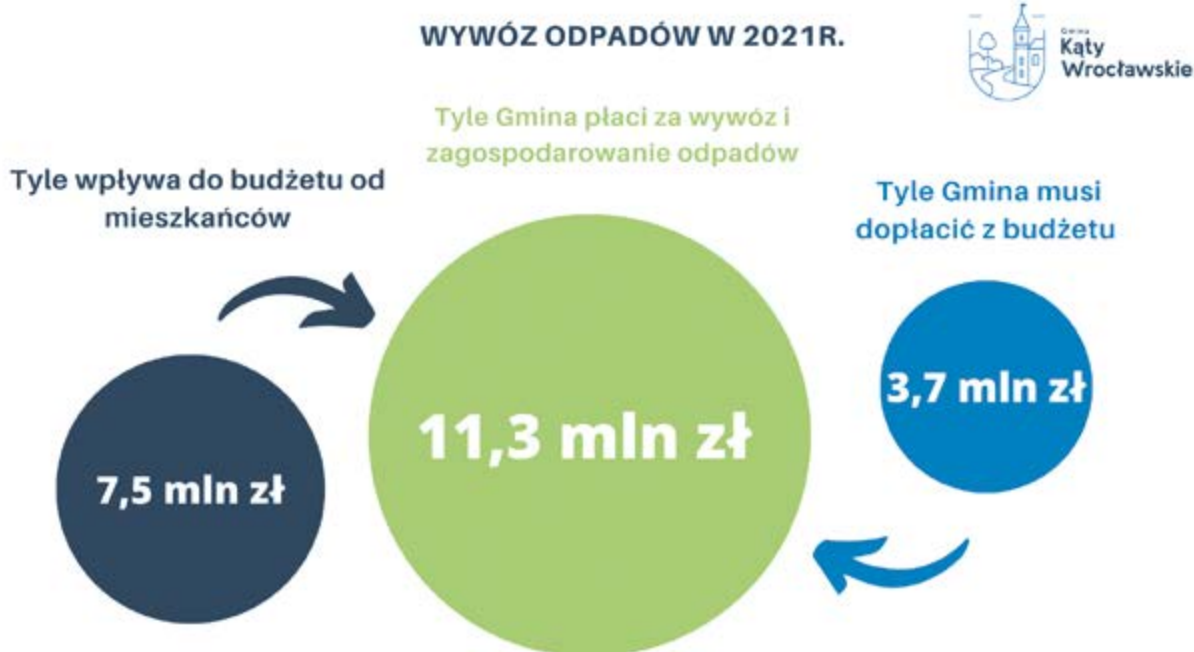 WYWÓZ ODPADÓW W 2021R.
Gmina
Kąty
Wrocławskie
Tyle Gmina płaci za wywóz i
zagospodarowanie odpadów
Tyle wpływa do budżetu od
mieszkańców
Tyle Gmina musi
dopłacić z budżetu
7,5 mln zł
11,3 mln zł
3,7 mln zł